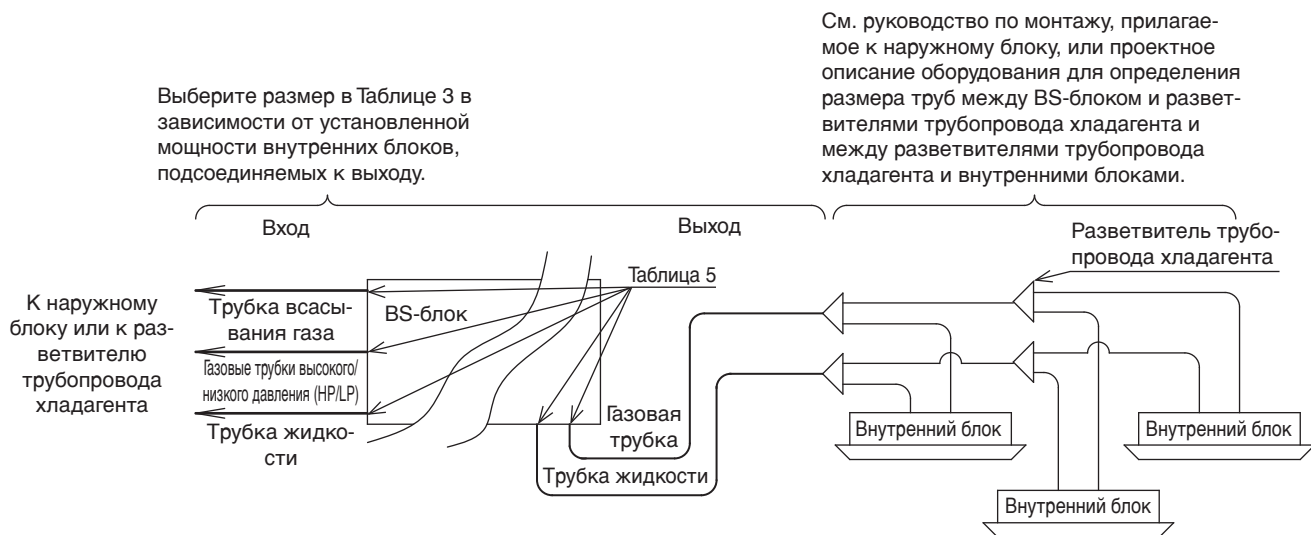 См. руководство по монтажу, прилагае-
мое к наружному блоку, или проектное
описание оборудования для определения
размера труб между BS-блоком и развет-
вителями трубопровода хладагента и
между разветвителями трубопровода
хладагента и внутренними блоками.
Выберите размер в Таблице 3 в
зависимости от установленной
мощности внутренних блоков,
подсоединяемых к выходу.
Вход
Выход
Разветвитель трубо-
провода хладагента
Таблица 5
К наружному
блоку или к раз-
ветвителю
трубопровода
хладагента
Трубка всасы-
вания газа
BS-блок
Газовые трубки высокого/
низкого давления (HP/LP)
Трубка жидко-
сти
Газовая
трубка
Трубка жидкости
Внутренний блок
Внутренний блок
Внутренний блок